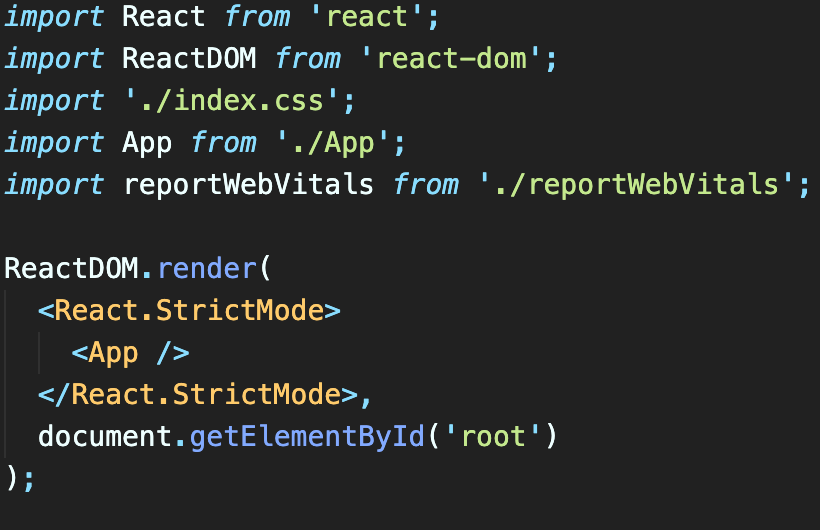 import React from 'react';
import ReactDOM from 'react-dom';
import './index.css';
import App from './App';
import reportWebVitals from './reportWebVitals';

ReactDOM.render(
  <React.StrictMode>
    <App />
  </React.StrictMode>,
  document.getElementById('root')
);